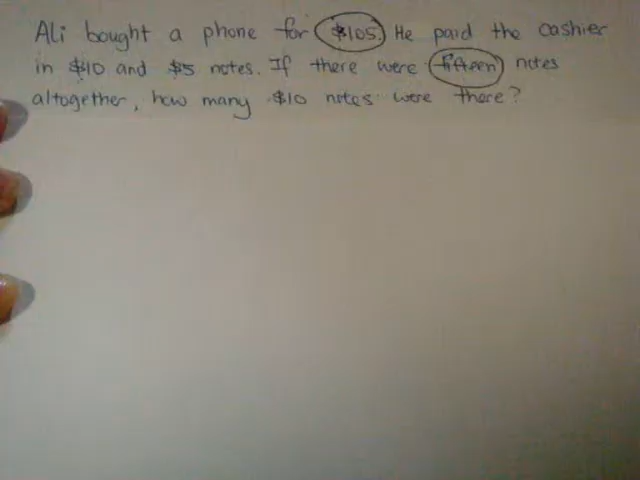 Ali bought a phone for $105. He paid the cashier
in $10 and $5 notes. If there were fifteen notes
altogether, how many $10 notes were there?